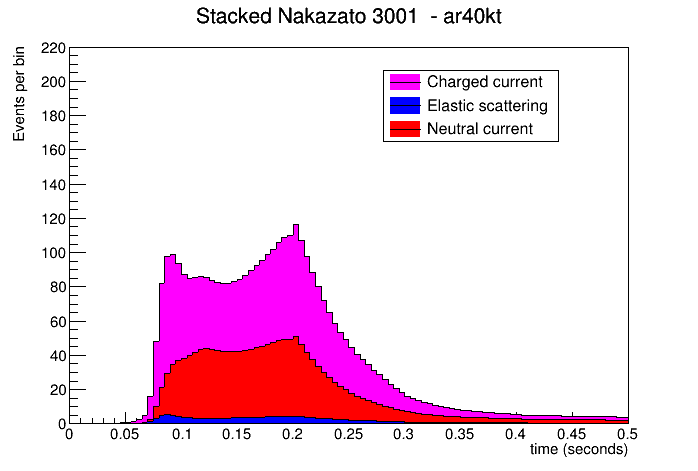 Stacked Nakazato 3001  - ar40kt
Events per bin
220
200
180
160
140
120
100
80
60
40
20
0
Charged current
Elastic scattering
Neutral current
0 0.05 0.1 0.15 0.2 0.25 0.3 0.35 0.4 0.45 0.5
time (seconds)